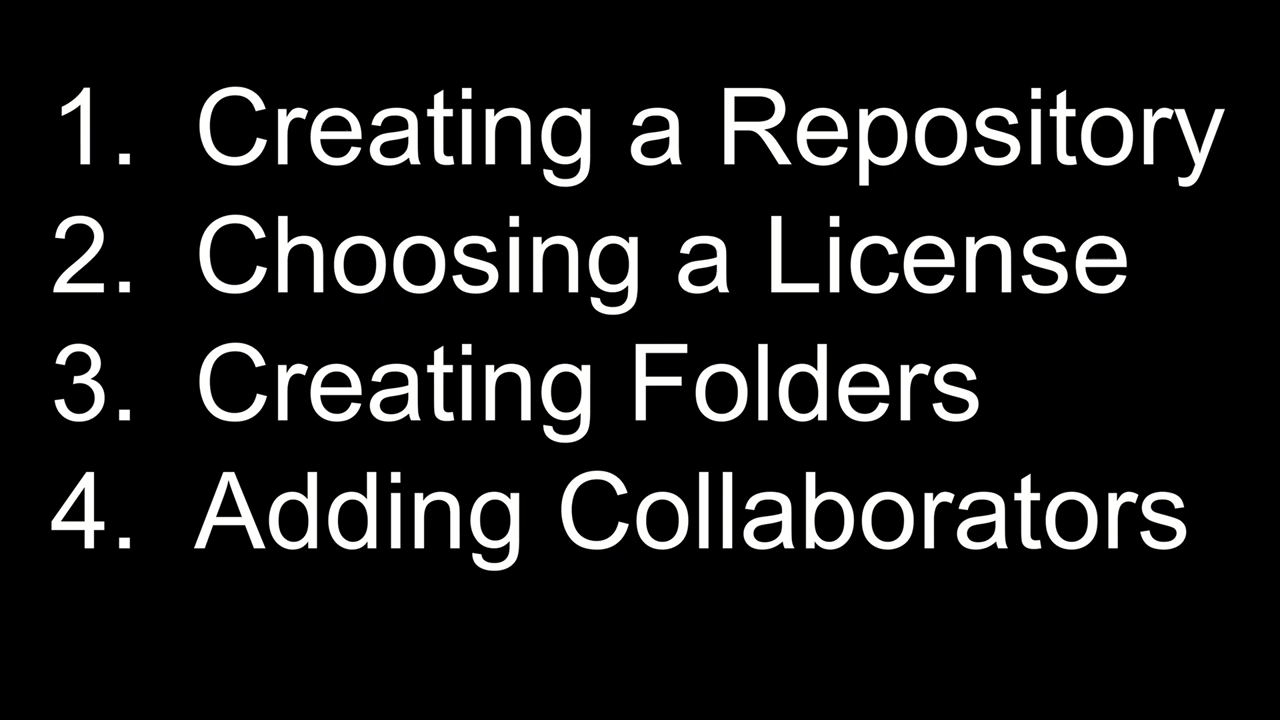 1. Creating a Repository
2. Choosing a License
3. Creating Folders
4. Adding Collaborators